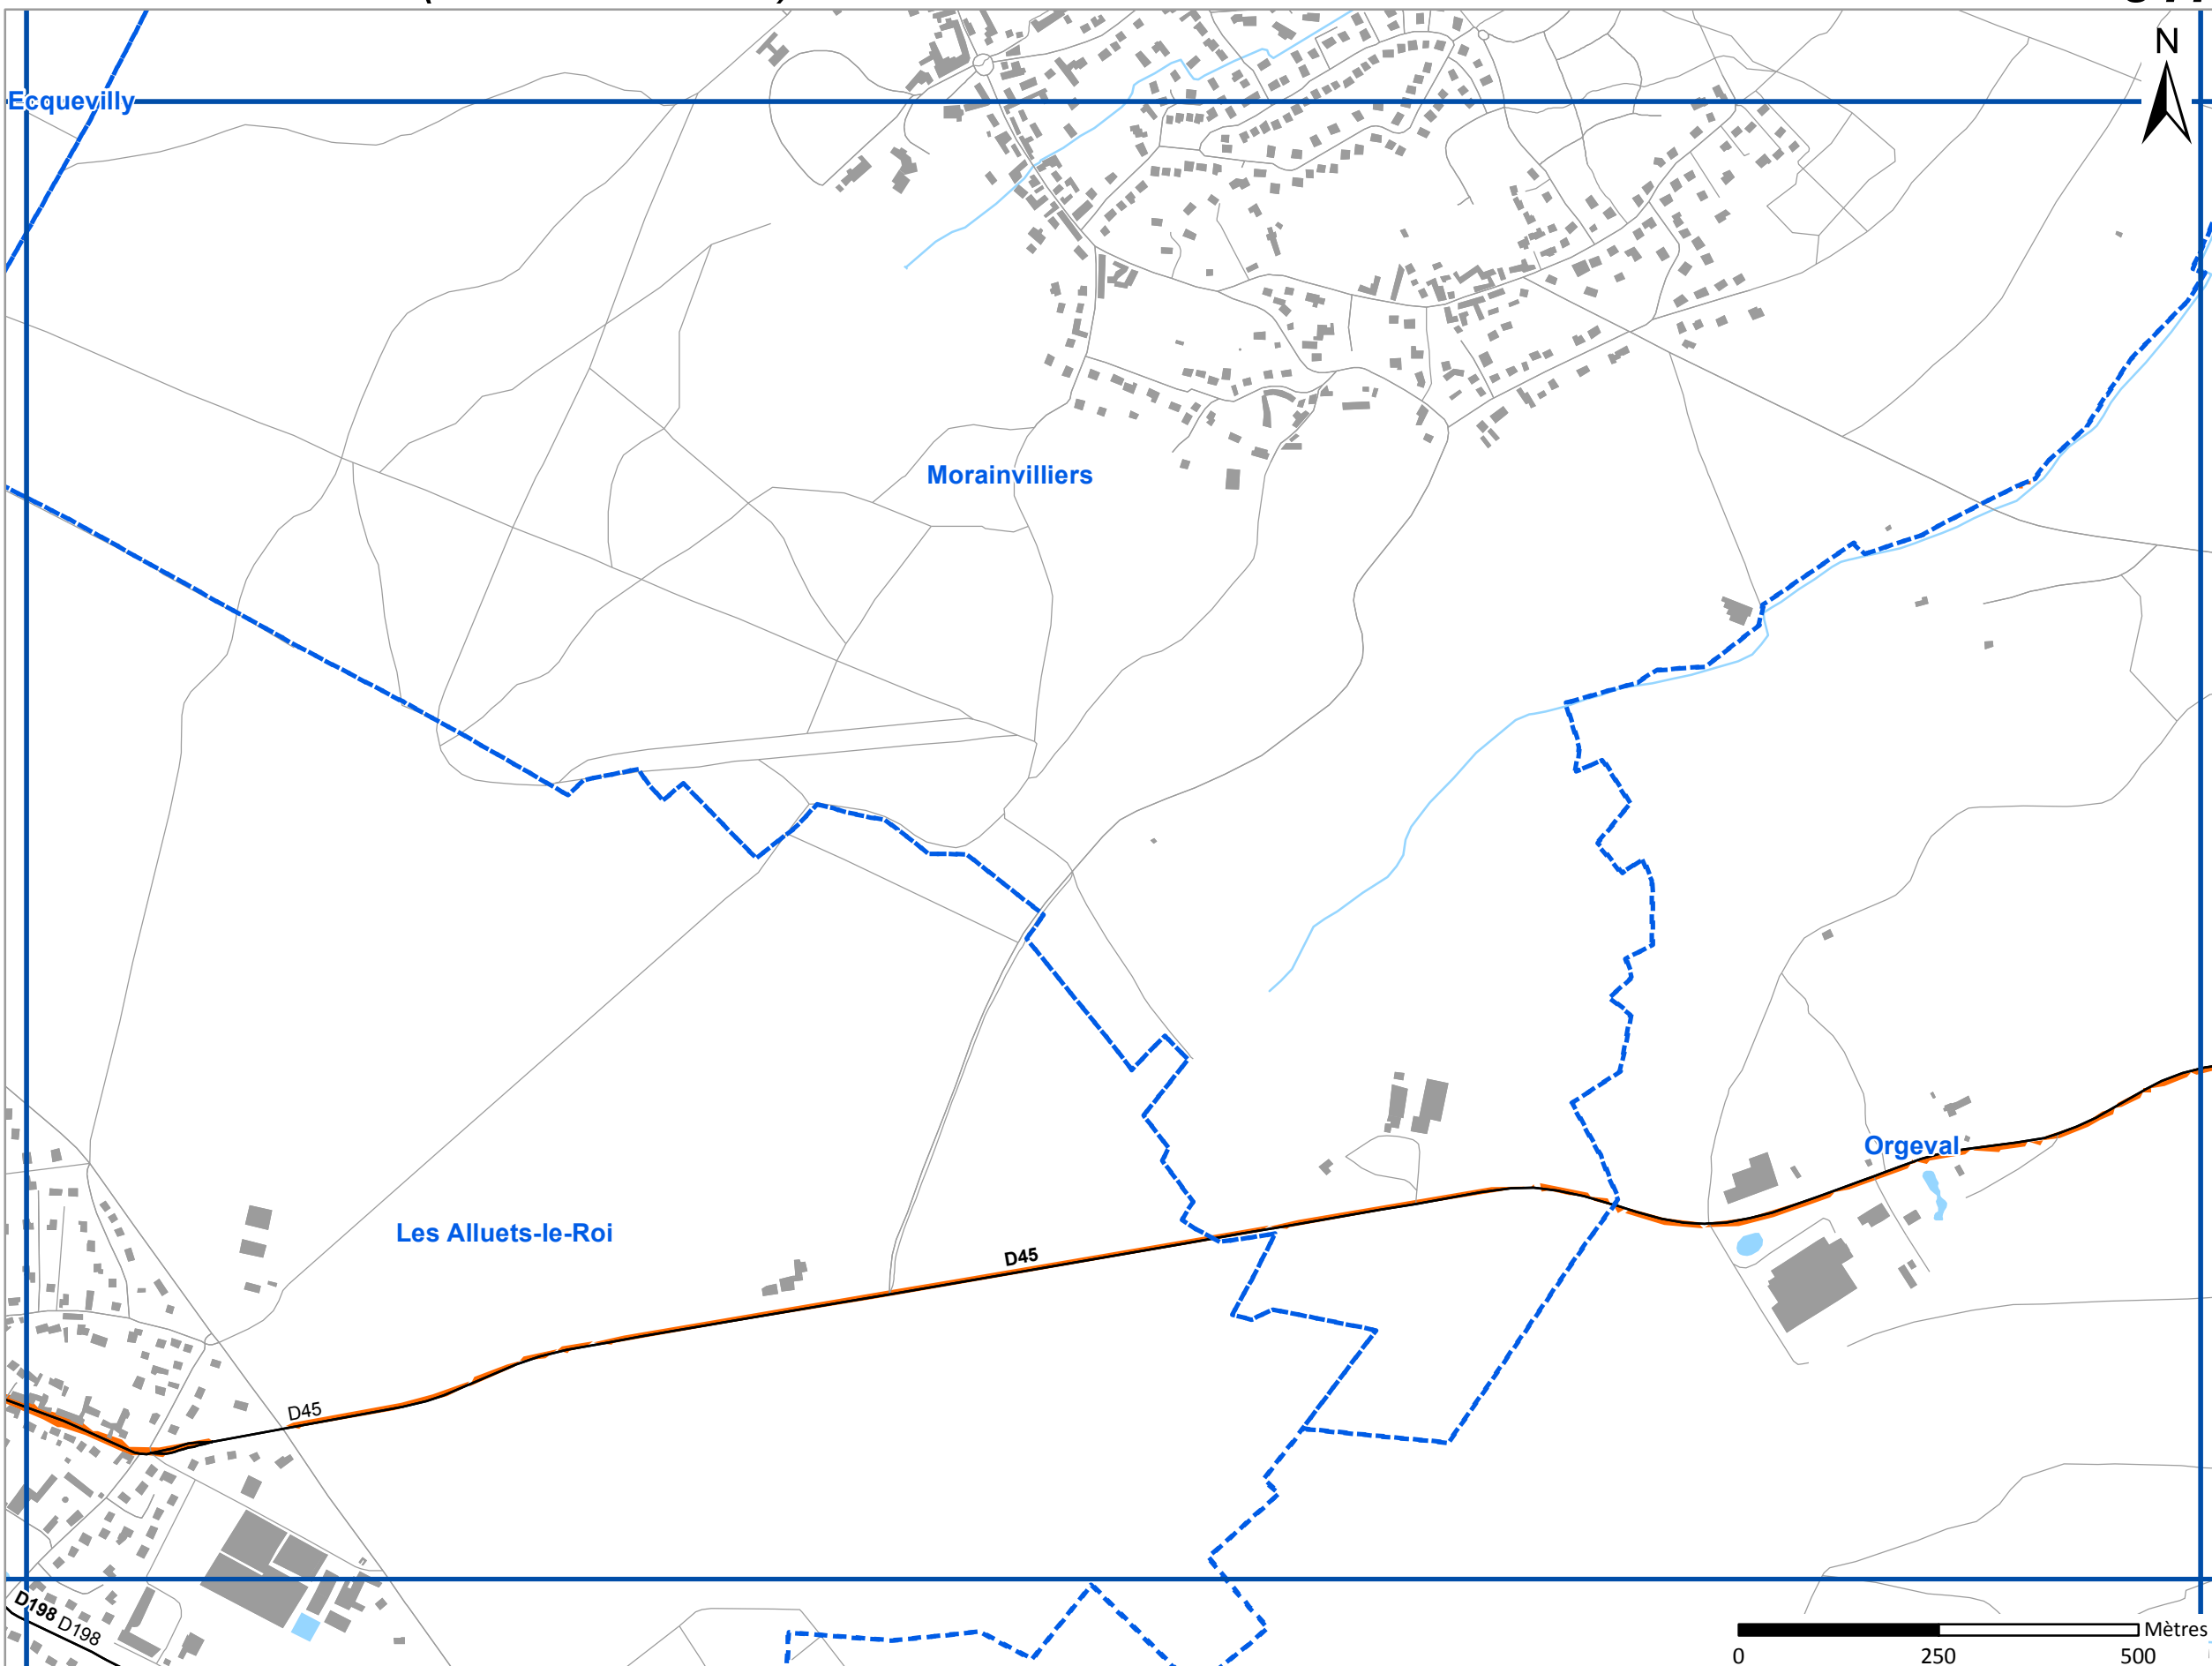 N
Ecquevilly
Morainvilliers
Orgeval
Les Alluets-le-Roi
D45
D45
D198
D198
Mètres
0 250 500